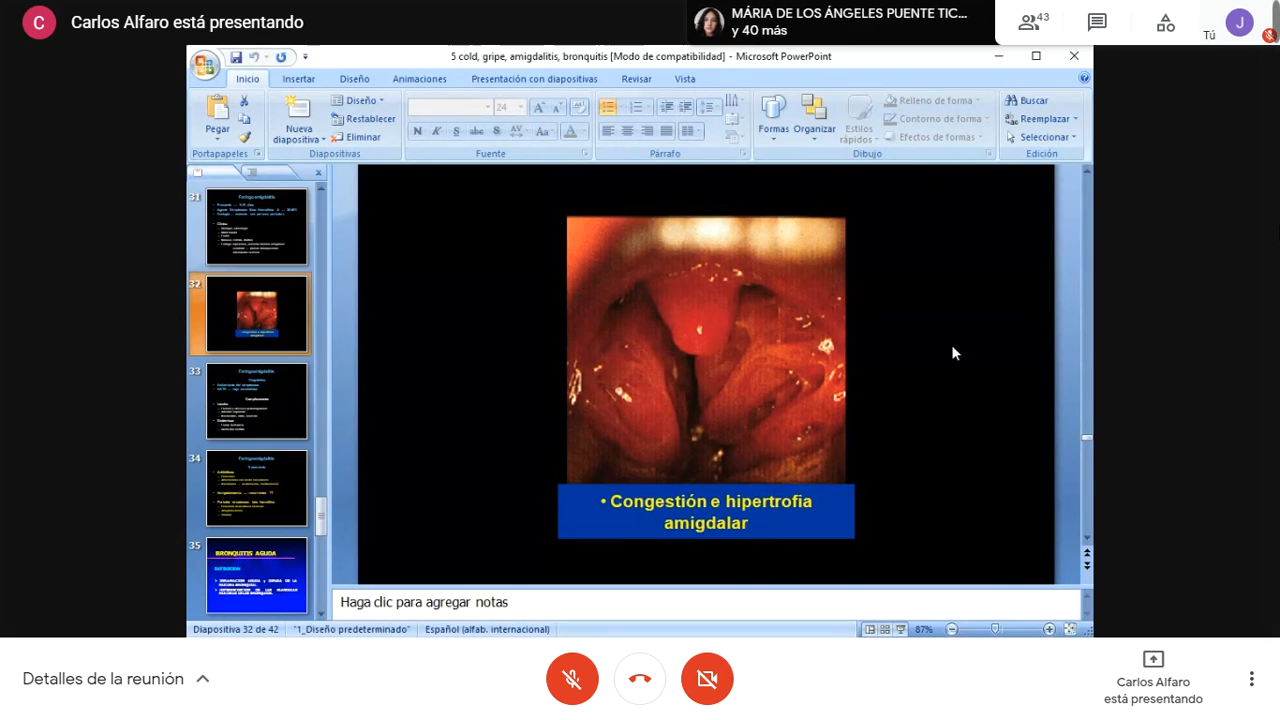 C
Carlos Alfaro está presentando
MÁRIA DE LOS ÁNGELES PUENTE TIC...
y 40 más
43
Tú
J
5 cold, gripe, amigdalitis, bronquitis [Modo de compatibilidad] - Microsoft PowerPoint
Inicio
Insertar
Diseño
Animaciones
Presentación con diapositivas
Revisar
Vista
Pegar
Nueva
diapositiva
Diseño
Restablecer
Eliminar
24
N K S abc S AV Aa A
Formas
Organizar
Estilos
rápidos
Relleno de forma
Contorno de forma
Efectos de formas
Buscar
Reemplazar
Seleccionar
Portapapeles
Diapositivas
Fuente
Párrafo
Dibujo
Edición
31
32
33
34
35
BRONQUITIS AGUDA
• Congestión e hipertrofia
amigdalar
Haga clic para agregar notas
Diapositiva 32 de 42
"1_Diseño predeterminado"
Español (alfab. internacional)
87%
Detalles de la reunión
Carlos Alfaro
está presentando